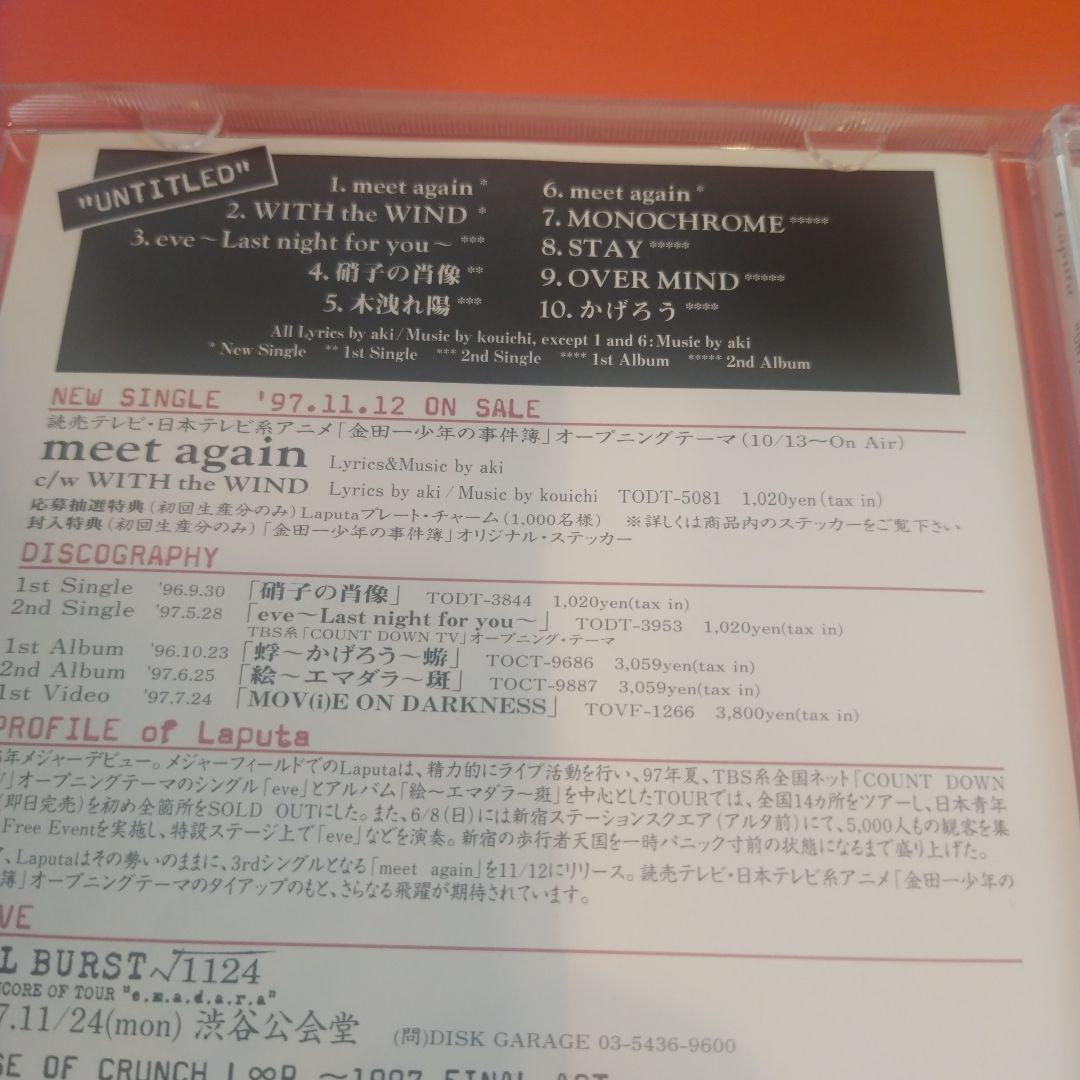 "UNTITLED"
1. meet again *
2. WITH the WIND *
3. eve～Last night for you～ ***
4. 硝子の肖像 **
5. 木洩れ陽 ***
6. meet again *
7. MONOCHROME *****
8. STAY *****
9. OVER MIND *****
10. かげろう ****
All Lyrics by aki/Music by kouichi, except 1 and 6:Music by aki
* New Single ** 1st Single *** 2nd Single **** 1st Album ***** 2nd Album
NEW SINGLE '97.11.12 ON SALE
読売テレビ・日本テレビ系アニメ「金田一少年の事件簿」オープニングテーマ(10/13～On Air)
meet again Lyrics&Music by aki
c/w WITH the WIND Lyrics by aki/Music by kouichi TODT-5081 1,020yen(tax in)
応募抽選特典(初回生産分のみ)Laputaプレート・チャーム(1,000名様) ※詳しくは商品内のステッカーをご覧下さい
封入特典(初回生産分のみ)「金田一少年の事件簿」オリジナル・ステッカー
DISCOGRAPHY
1st Single '96.9.30 「硝子の肖像」 TODT-3844 1,020yen(tax in)
2nd Single '97.5.28 「eve～Last night for you～」 TODT-3953 1,020yen(tax in)
TBS系「COUNT DOWN TV」オープニング・テーマ
1st Album '96.10.23 「蜉～かげろう～蝣」 TOCT-9686 3,059yen(tax in)
2nd Album '97.6.25 「絵～エマダラ～斑」 TOCT-9887 3,059yen(tax in)
1st Video '97.7.24 「MOV(i)E ON DARKNESS」 TOVF-1266 3,800yen(tax in)
PROFILE of Laputa
年メジャーデビュー。メジャーフィールドでのLaputaは、精力的にライブ活動を行い、97年夏、TBS系全国ネット「COUNT DOWN
」オープニングテーマのシングル「eve」とアルバム「絵～エマダラ～斑」を中心としたTOURでは、全国14カ所をツアーし、日本青年
(即日完売)を初め全箇所をSOLD OUTにした。また、6/8(日)には新宿ステーションスクエア(アルタ前)にて、5,000人もの観客を集
Free Eventを実施し、特設ステージ上で「eve」などを演奏。新宿の歩行者天国を一時パニック寸前の状態になるまで盛り上げた。
、Laputaはその勢いのままに、3rdシングルとなる「meet again」を11/12にリリース。読売テレビ・日本テレビ系アニメ「金田一少年の
簿」オープニングテーマのタイアップのもと、さらなる飛躍が期待されています。
VE
L BURST√1124
CORE OF TOUR "e.m.a.d.a.r.a"
7.11/24(mon) 渋谷公会堂 (問)DISK GARAGE 03-5436-9600
SE OF CRUNCH L∞P ～1997 FINAL ACT